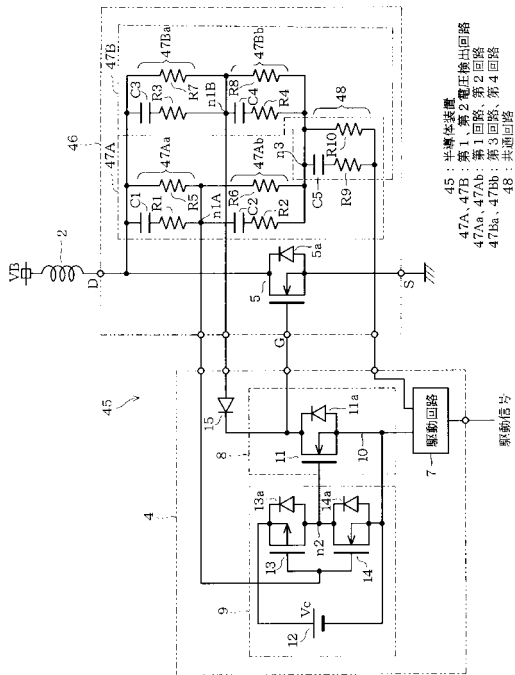 46
47A
47B
47Aa
47Ba
C1
C3
R1
R5
R3
R7
n1A
n1B
47Ab
47Bb
R6
C2
R2
R8
C4
R4
n3
48
C5
R10
R9
VB
2
D
5
5a
G
S
45
4
15
8
11
11a
10
9
13
13a
n2
14
14a
12
Vc
駆動回路
7
駆動信号
45：半導体装置
47A、47B：第１、第２電圧検出回路
47Aa、47Ab：第１回路、第２回路
47Ba、47Bb：第３回路、第４回路
48：共通回路